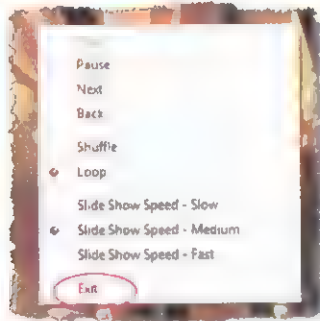 Pause
Next
Back
Shuffle
Loop
Slide Show Speed - Slow
Slide Show Speed - Medium
Slide Show Speed - Fast
Exit